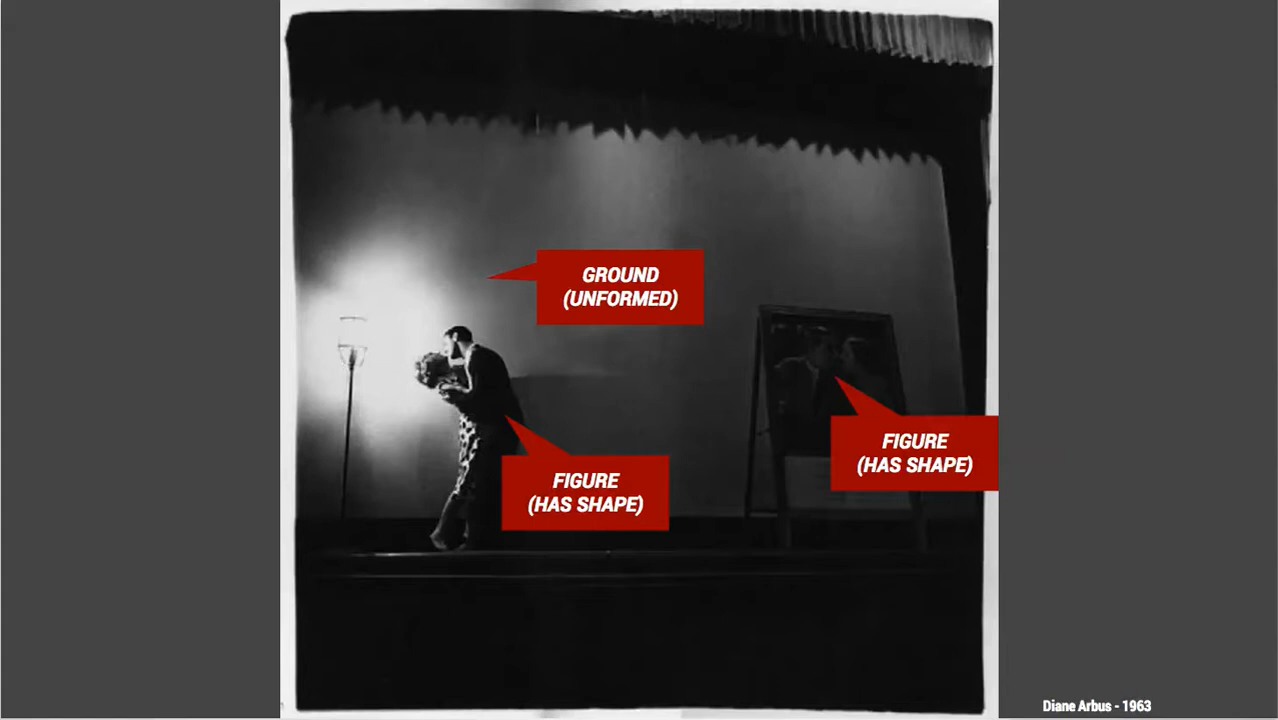 GROUND
(UNFORMED)
FIGURE
(HAS SHAPE)
FIGURE
(HAS SHAPE)
Diane Arbus - 1963